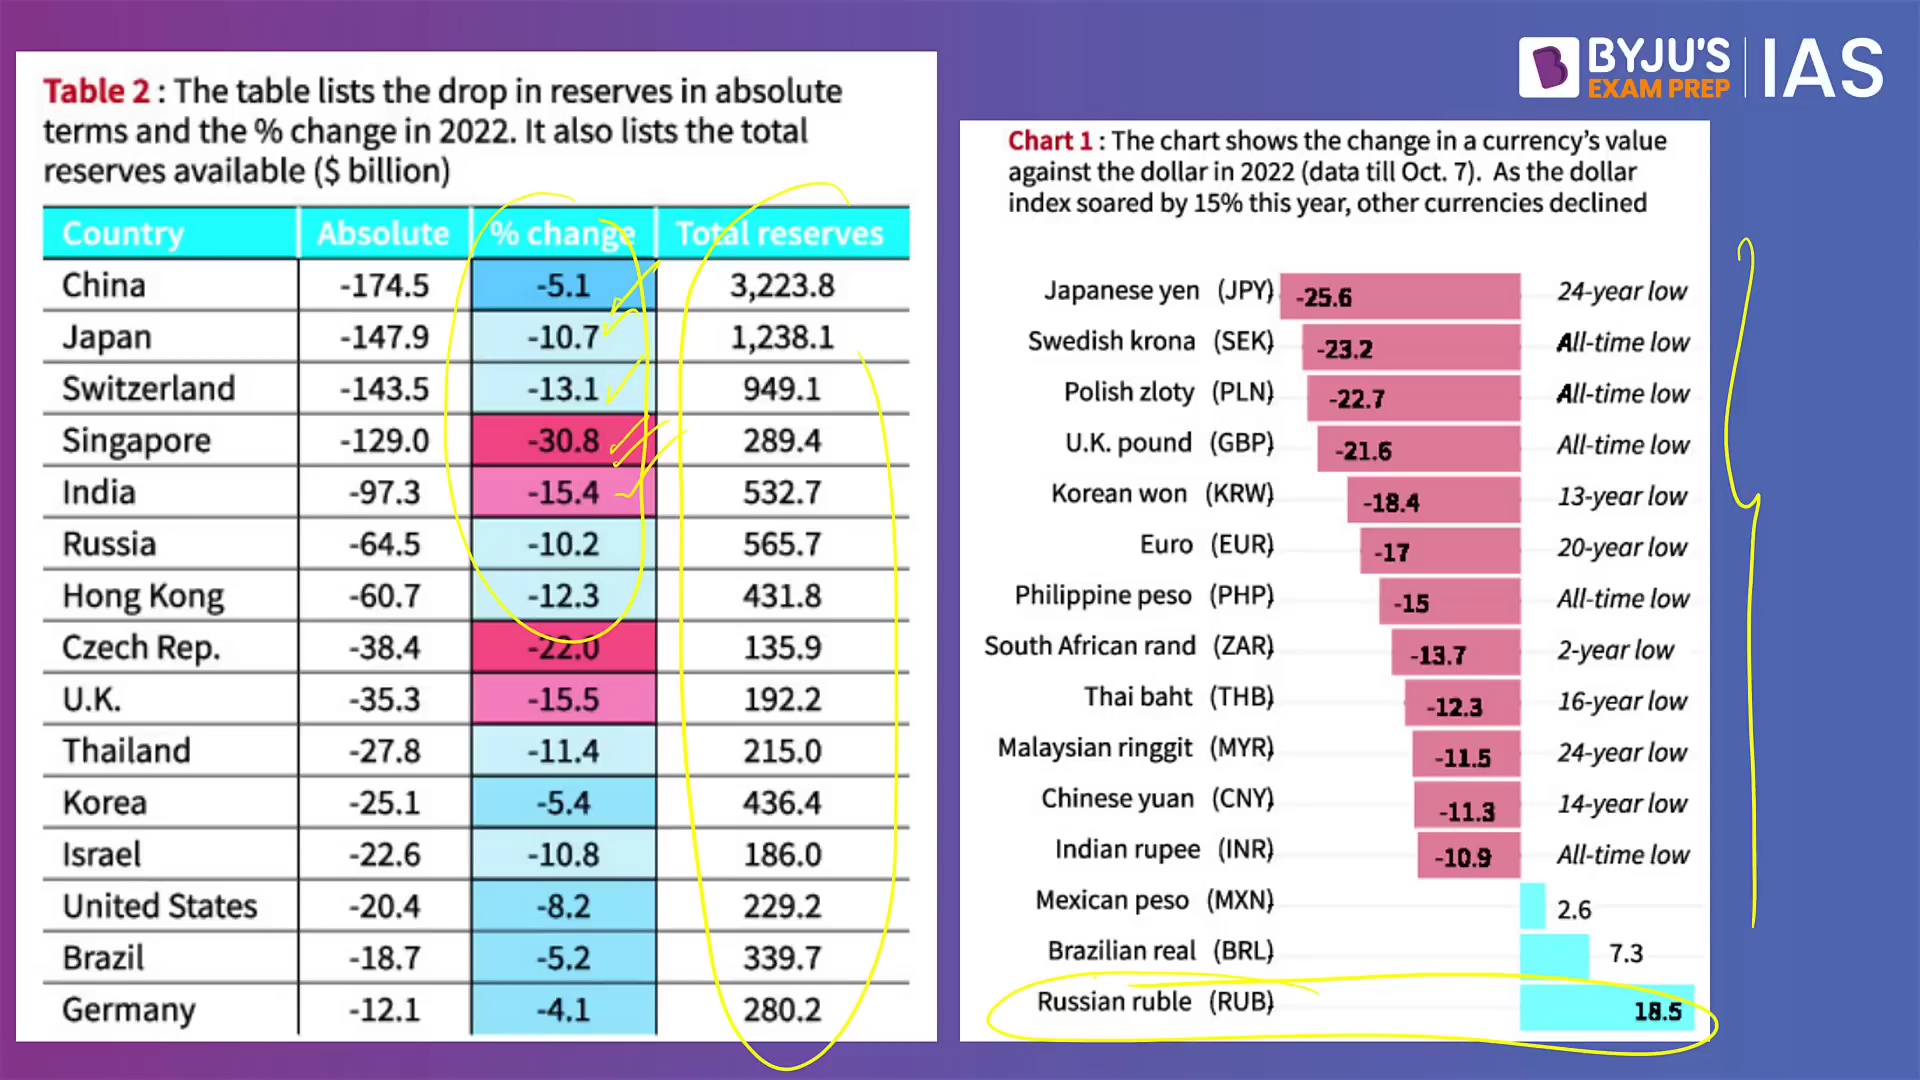 BYJU'S
EXAM PREP
IAS
Table 2 : The table lists the drop in reserves in absolute
terms and the % change in 2022. It also lists the total
reserves available ($ billion)
Country Absolute % change Total reserves
China -174.5 -5.1 3,223.8
Japan -147.9 -10.7 1,238.1
Switzerland -143.5 -13.1 949.1
Singapore -129.0 -30.8 289.4
India -97.3 -15.4 532.7
Russia -64.5 -10.2 565.7
Hong Kong -60.7 -12.3 431.8
Czech Rep. -38.4 -22.0 135.9
U.K. -35.3 -15.5 192.2
Thailand -27.8 -11.4 215.0
Korea -25.1 -5.4 436.4
Israel -22.6 -10.8 186.0
United States -20.4 -8.2 229.2
Brazil -18.7 -5.2 339.7
Germany -12.1 -4.1 280.2
Chart 1 : The chart shows the change in a currency's value
against the dollar in 2022 (data till Oct. 7). As the dollar
index soared by 15% this year, other currencies declined
Japanese yen (JPY) -25.6 24-year low
Swedish krona (SEK) -23.2 All-time low
Polish zloty (PLN) -22.7 All-time low
U.K. pound (GBP) -21.6 All-time low
Korean won (KRW) -18.4 13-year low
Euro (EUR) -17 20-year low
Philippine peso (PHP) -15 All-time low
South African rand (ZAR) -13.7 2-year low
Thai baht (THB) -12.3 16-year low
Malaysian ringgit (MYR) -11.5 24-year low
Chinese yuan (CNY) -11.3 14-year low
Indian rupee (INR) -10.9 All-time low
Mexican peso (MXN) 2.6
Brazilian real (BRL) 7.3
Russian ruble (RUB) 18.5